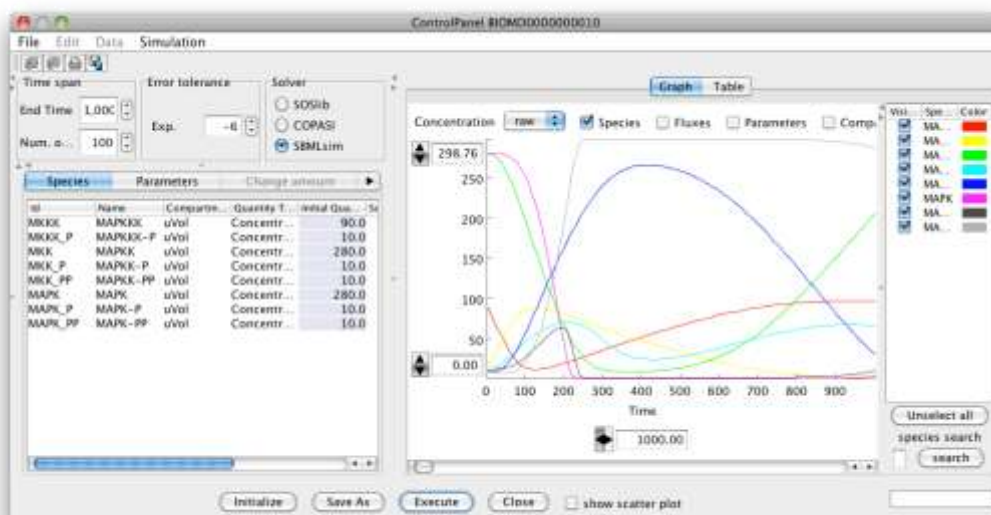 ControlPanel BIOMD0000000010
File Edit Data Simulation
Time span
End Time 1,000
Num. o... 100
Error tolerance
Exp. -6
Solver
SOSlib
COPASI
SBMLsim
Species Parameters Change amount
Id Name Compartme... Quantity T... Initial Qua...
MKKK MAPKKK uVol Concentr... 90.0
MKKK_P MAPKKK-P uVol Concentr... 10.0
MKK MAPKK uVol Concentr... 280.0
MKK_P MAPKK-P uVol Concentr... 10.0
MKK_PP MAPKK-PP uVol Concentr... 10.0
MAPK MAPK uVol Concentr... 280.0
MAPK_P MAPK-P uVol Concentr... 10.0
MAPK_PP MAPK-PP uVol Concentr... 10.0
Graph Table
Concentration raw Species Fluxes Parameters Comp.
298.76
250
200
150
100
50
0.00
0 100 200 300 400 500 600 700 800 900
Time
1000.00
Visi... Spe... Color
MA...
MA...
MA...
MA...
MA...
MAPK
MA...
MA...
Unselect all
species search
search
Initialize Save As Execute Close show scatter plot